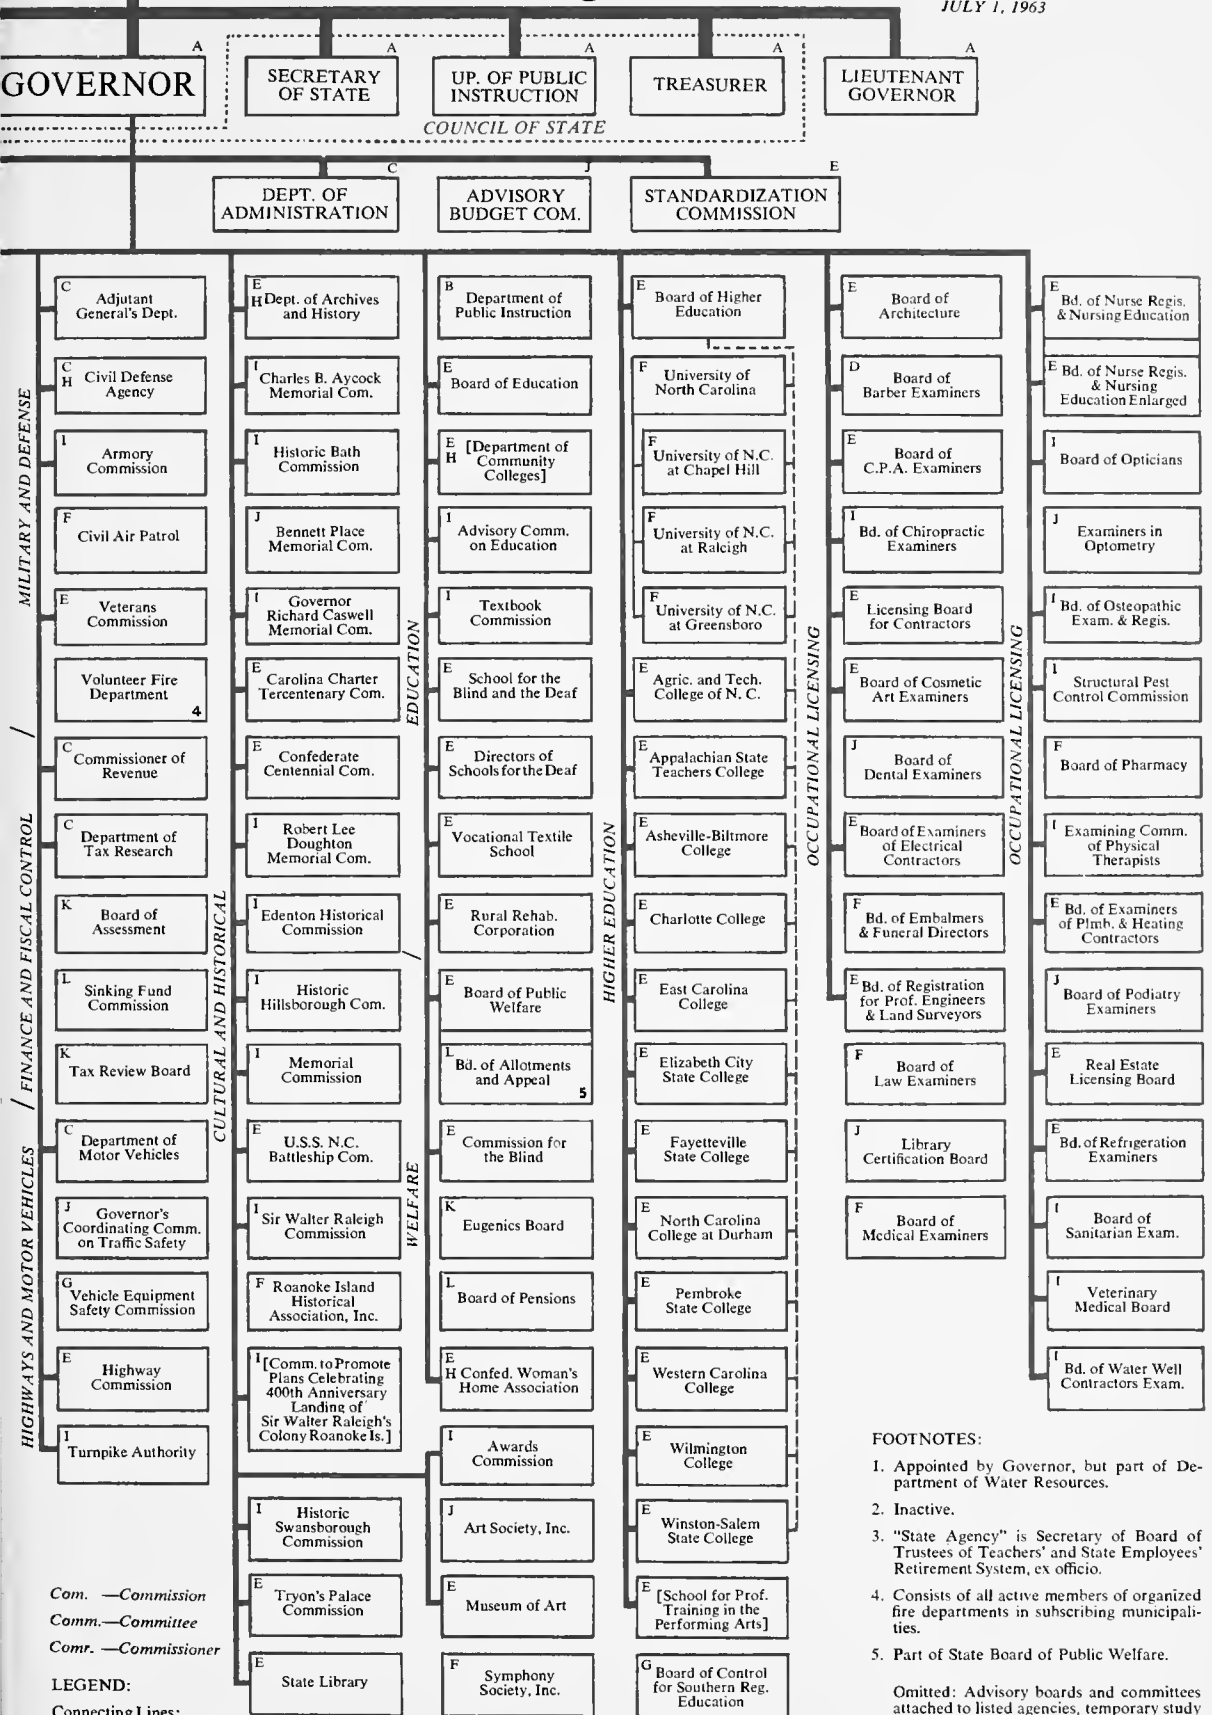 JULY 1, 1963
A
GOVERNOR
A
SECRETARY
OF STATE
A
UP. OF PUBLIC
INSTRUCTION
A
TREASURER
A
LIEUTENANT
GOVERNOR
COUNCIL OF STATE
C
DEPT. OF
ADMINISTRATION
J
ADVISORY
BUDGET COM.
E
STANDARDIZATION
COMMISSION
MILITARY AND DEFENSE
/
FINANCE AND FISCAL CONTROL
/
HIGHWAYS AND MOTOR VEHICLES
C
Adjutant
General's Dept.
C
H
Civil Defense
Agency
I
Armory
Commission
F
Civil Air Patrol
E
Veterans
Commission
Volunteer Fire
Department
4
C
Commissioner of
Revenue
C
Department of
Tax Research
K
Board of
Assessment
L
Sinking Fund
Commission
K
Tax Review Board
C
Department of
Motor Vehicles
J
Governor's
Coordinating Comm.
on Traffic Safety
G
Vehicle Equipment
Safety Commission
E
Highway
Commission
I
Turnpike Authority
CULTURAL AND HISTORICAL
E
H Dept. of Archives
and History
I
Charles B. Aycock
Memorial Com.
I
Historic Bath
Commission
J
Bennett Place
Memorial Com.
I
Governor
Richard Caswell
Memorial Com.
E
Carolina Charter
Tercentenary Com.
E
Confederate
Centennial Com.
I
Robert Lee
Doughton
Memorial Com.
I
Edenton Historical
Commission
I
Historic
Hillsborough Com.
I
Memorial
Commission
E
U.S.S. N.C.
Battleship Com.
I
Sir Walter Raleigh
Commission
F
Roanoke Island
Historical
Association, Inc.
I
[Comm. to Promote
Plans Celebrating
400th Anniversary
Landing of
Sir Walter Raleigh's
Colony Roanoke Is.]
I
Historic
Swansborough
Commission
E
Tryon's Palace
Commission
E
State Library
EDUCATION
/
WELFARE
B
Department of
Public Instruction
E
Board of Education
E
H
[Department of
Community
Colleges]
I
Advisory Comm.
on Education
I
Textbook
Commission
E
School for the
Blind and the Deaf
E
Directors of
Schools for the Deaf
E
Vocational Textile
School
E
Rural Rehab.
Corporation
E
Board of Public
Welfare
L
Bd. of Allotments
and Appeal
5
E
Commission for
the Blind
K
Eugenics Board
L
Board of Pensions
E
H Confed. Woman's
Home Association
I
Awards
Commission
J
Art Society, Inc.
E
Museum of Art
F
Symphony
Society, Inc.
HIGHER EDUCATION
E
Board of Higher
Education
F
University of
North Carolina
F
University of N.C.
at Chapel Hill
F
University of N.C.
at Raleigh
F
University of N.C.
at Greensboro
E
Agric. and Tech.
College of N. C.
E
Appalachian State
Teachers College
E
Asheville-Biltmore
College
E
Charlotte College
E
East Carolina
College
E
Elizabeth City
State College
E
Fayetteville
State College
E
North Carolina
College at Durham
E
Pembroke
State College
E
Western Carolina
College
E
Wilmington
College
E
Winston-Salem
State College
E
[School for Prof.
Training in the
Performing Arts]
G
Board of Control
for Southern Reg.
Education
OCCUPATIONAL LICENSING
E
Board of
Architecture
D
Board of
Barber Examiners
E
Board of
C.P.A. Examiners
I
Bd. of Chiropractic
Examiners
E
Licensing Board
for Contractors
E
Board of Cosmetic
Art Examiners
J
Board of
Dental Examiners
E
Board of Examiners
of Electrical
Contractors
F
Bd. of Embalmers
& Funeral Directors
E
Bd. of Registration
for Prof. Engineers
& Land Surveyors
F
Board of
Law Examiners
J
Library
Certification Board
F
Board of
Medical Examiners
OCCUPATIONAL LICENSING
E
Bd. of Nurse Regis.
& Nursing Education
E
Bd. of Nurse Regis.
& Nursing
Education Enlarged
I
Board of Opticians
J
Examiners in
Optometry
I
Bd. of Osteopathic
Exam. & Regis.
I
Structural Pest
Control Commission
F
Board of Pharmacy
I
Examining Comm.
of Physical
Therapists
E
Bd. of Examiners
of Plmb. & Heating
Contractors
J
Board of Podiatry
Examiners
E
Real Estate
Licensing Board
E
Bd. of Refrigeration
Examiners
I
Board of
Sanitarian Exam.
I
Veterinary
Medical Board
I
Bd. of Water Well
Contractors Exam.
Com. —Commission
Comm.—Committee
Comr. —Commissioner
LEGEND:
Connecting Lines:
FOOTNOTES:
1. Appointed by Governor, but part of De-
partment of Water Resources.
2. Inactive.
3. "State Agency" is Secretary of Board of
Trustees of Teachers' and State Employees'
Retirement System, ex officio.
4. Consists of all active members of organized
fire departments in subscribing municipali-
ties.
5. Part of State Board of Public Welfare.
Omitted: Advisory boards and committees
attached to listed agencies, temporary study